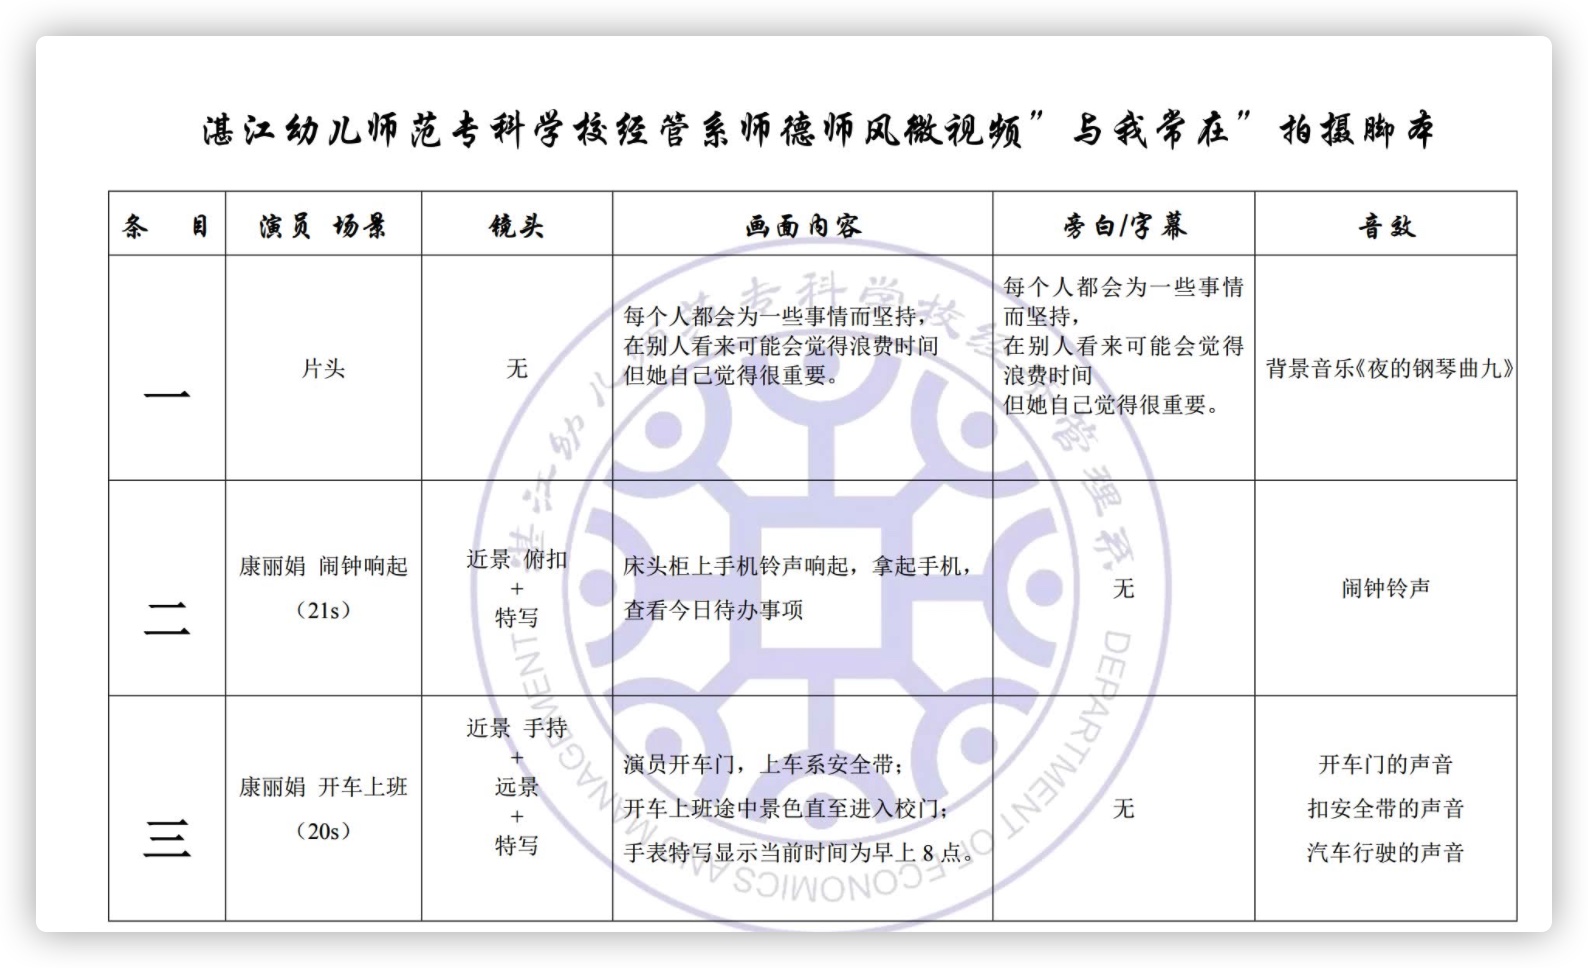 湛江幼儿师范专科学校经管系师德师风微视频”与我常在”拍摄脚本
条 目 演员 场景 镜头 画面内容 旁白/字幕 音效
一
片头
无
每个人都会为一些事情而坚持，
在别人看来可能会觉得浪费时间
但她自己觉得很重要。
每个人都会为一些事情
而坚持，
在别人看来可能会觉得
浪费时间
但她自己觉得很重要。
背景音乐《夜的钢琴曲九》
二
康丽娟 闹钟响起
（21s）
近景 俯扣
+
特写
床头柜上手机铃声响起，拿起手机，
查看今日待办事项
无
闹钟铃声
三
康丽娟 开车上班
（20s）
近景 手持
+
远景
+
特写
演员开车门，上车系安全带；
开车上班途中景色直至进入校门；
手表特写显示当前时间为早上 8 点。
无
开车门的声音
扣安全带的声音
汽车行驶的声音
湛江幼儿师范专科学校经济管理系
DEPARTMENT OF ECONOMICS AND MANAGEMENT